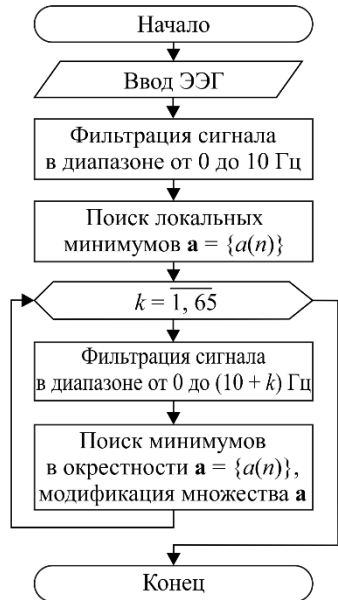 Начало
Ввод ЭЭГ
Фильтрация сигнала
в диапазоне от 0 до 10 Гц
Поиск локальных
минимумов a = {a(n)}
k = 1, 65
Фильтрация сигнала
в диапазоне от 0 до (10 + k) Гц
Поиск минимумов
в окрестности a = {a(n)},
модификация множества a
Конец